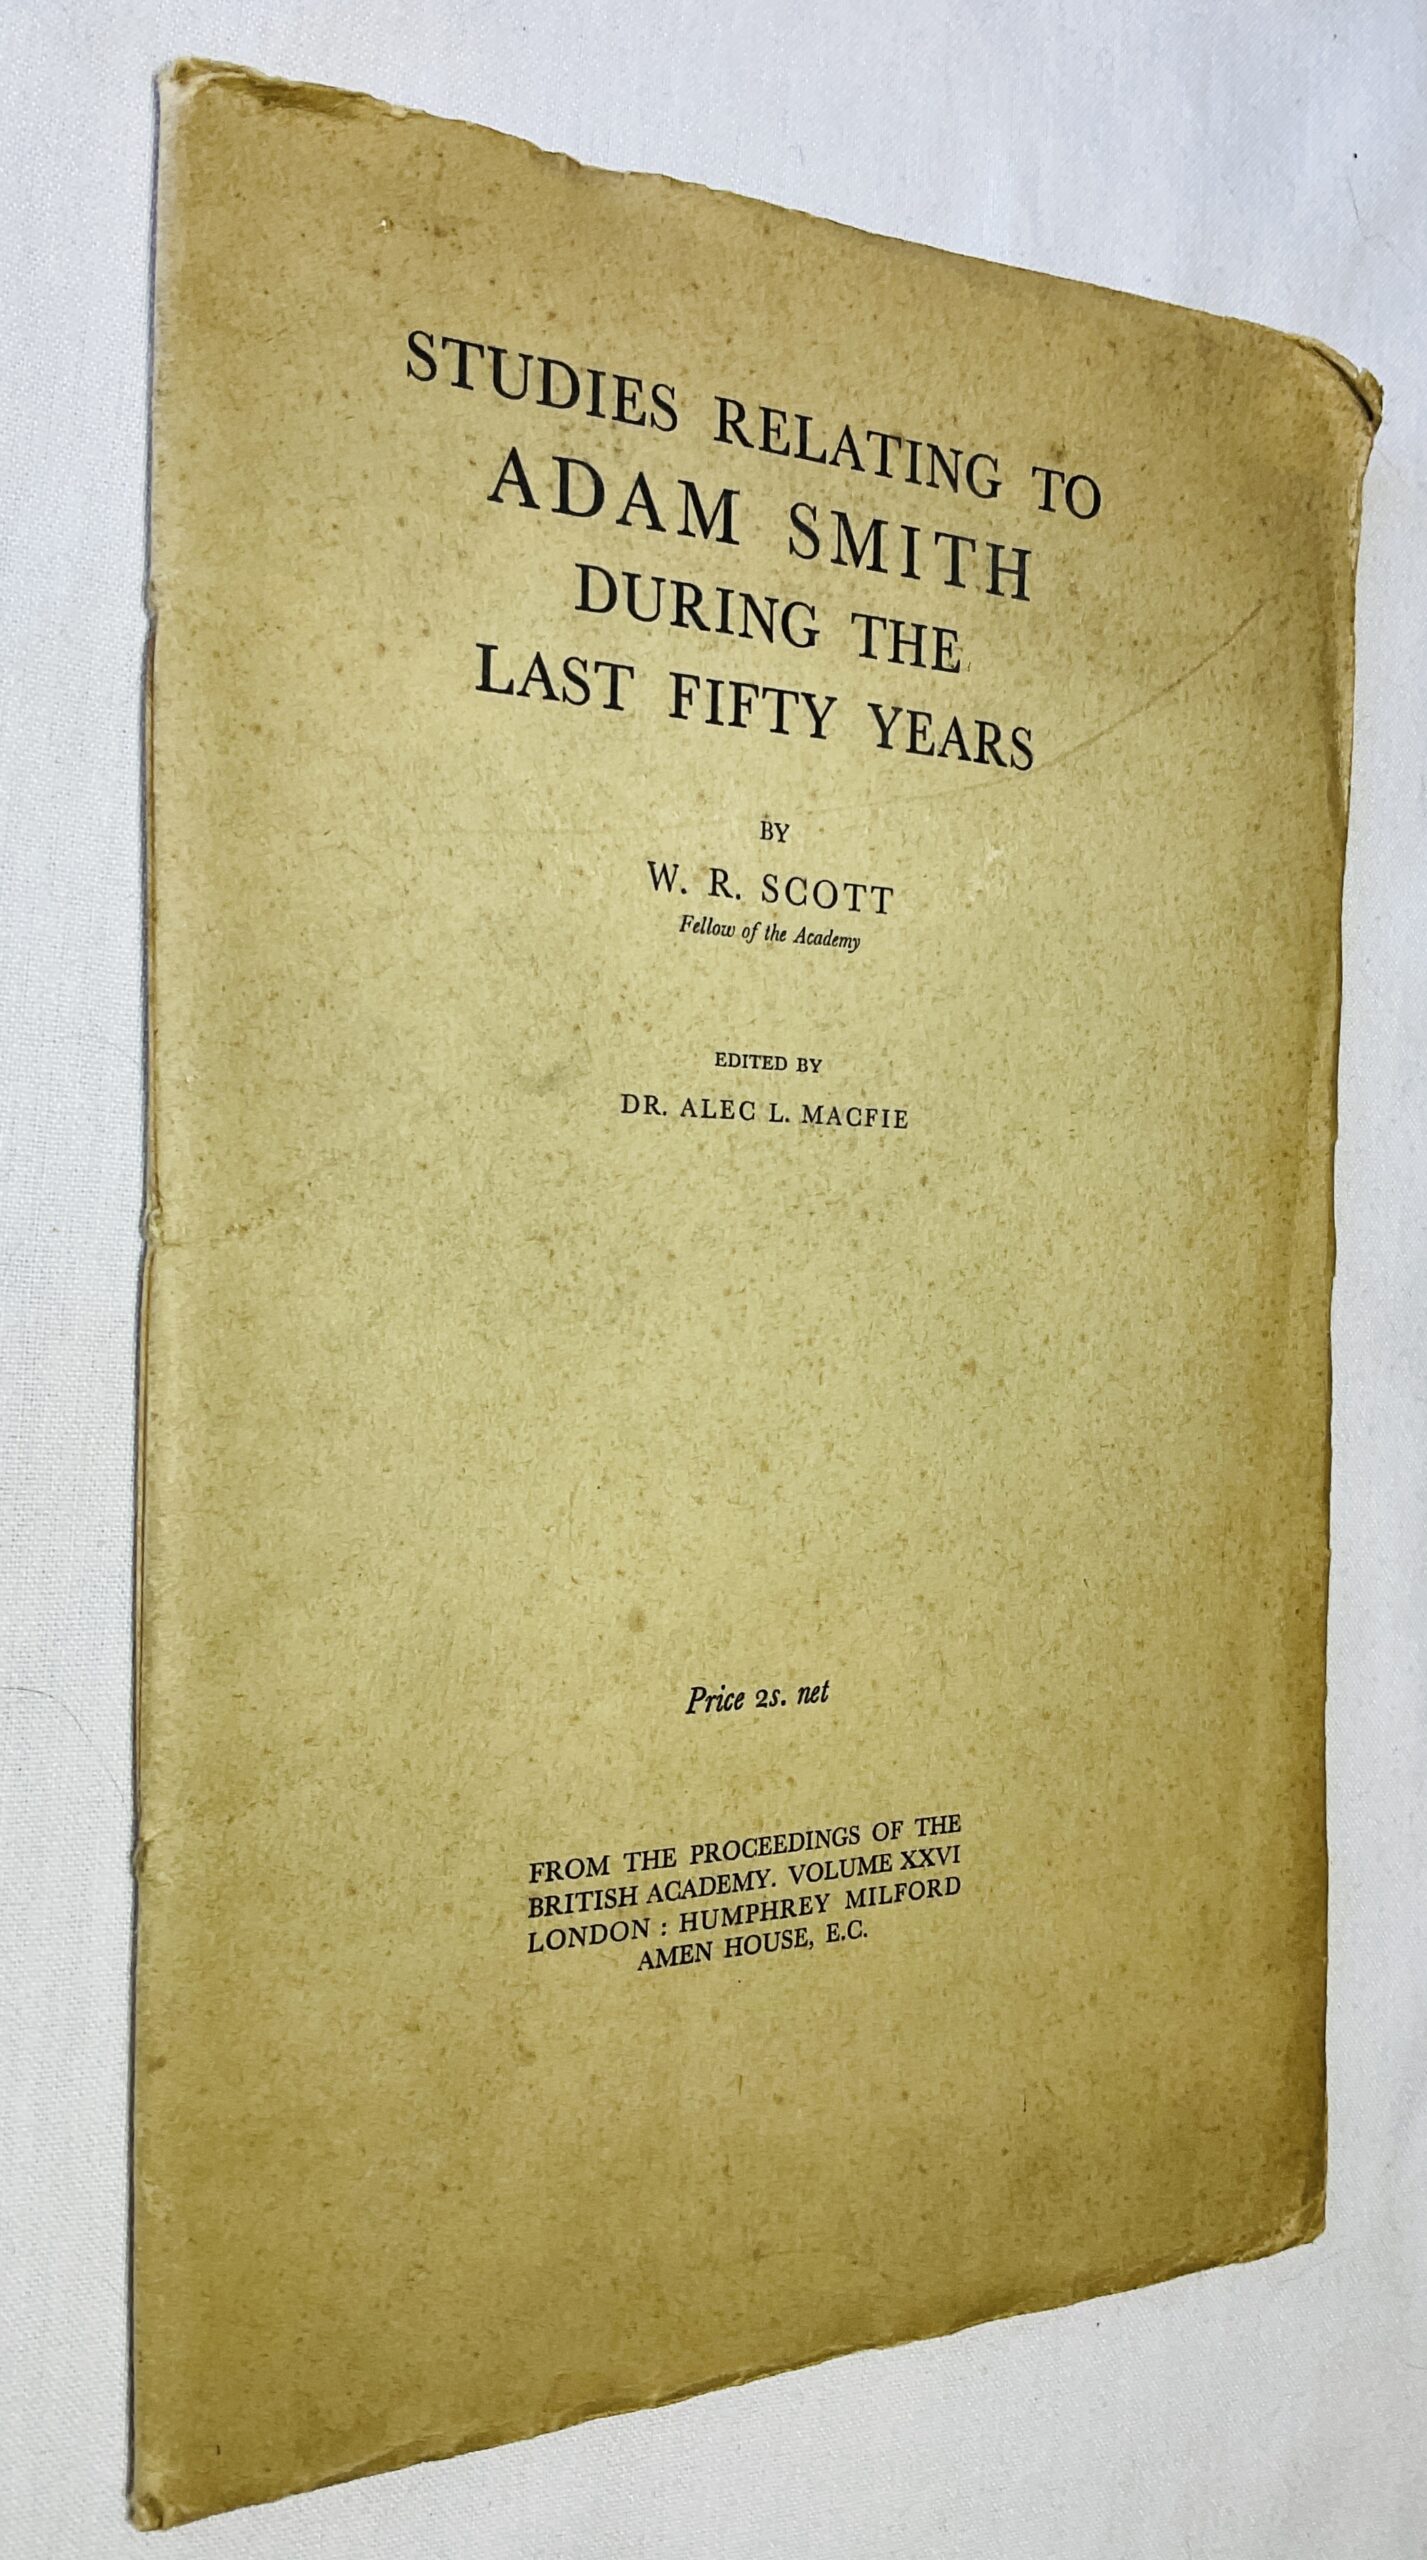 STUDIES RELATING TO
ADAM SMITH
DURING THE
LAST FIFTY YEARS
BY
W. R. SCOTT
Fellow of the Academy
EDITED BY
DR. ALEC L. MACFIE
Price 2s. net
FROM THE PROCEEDINGS OF THE
BRITISH ACADEMY. VOLUME XXVI
LONDON : HUMPHREY MILFORD
AMEN HOUSE, E.C.